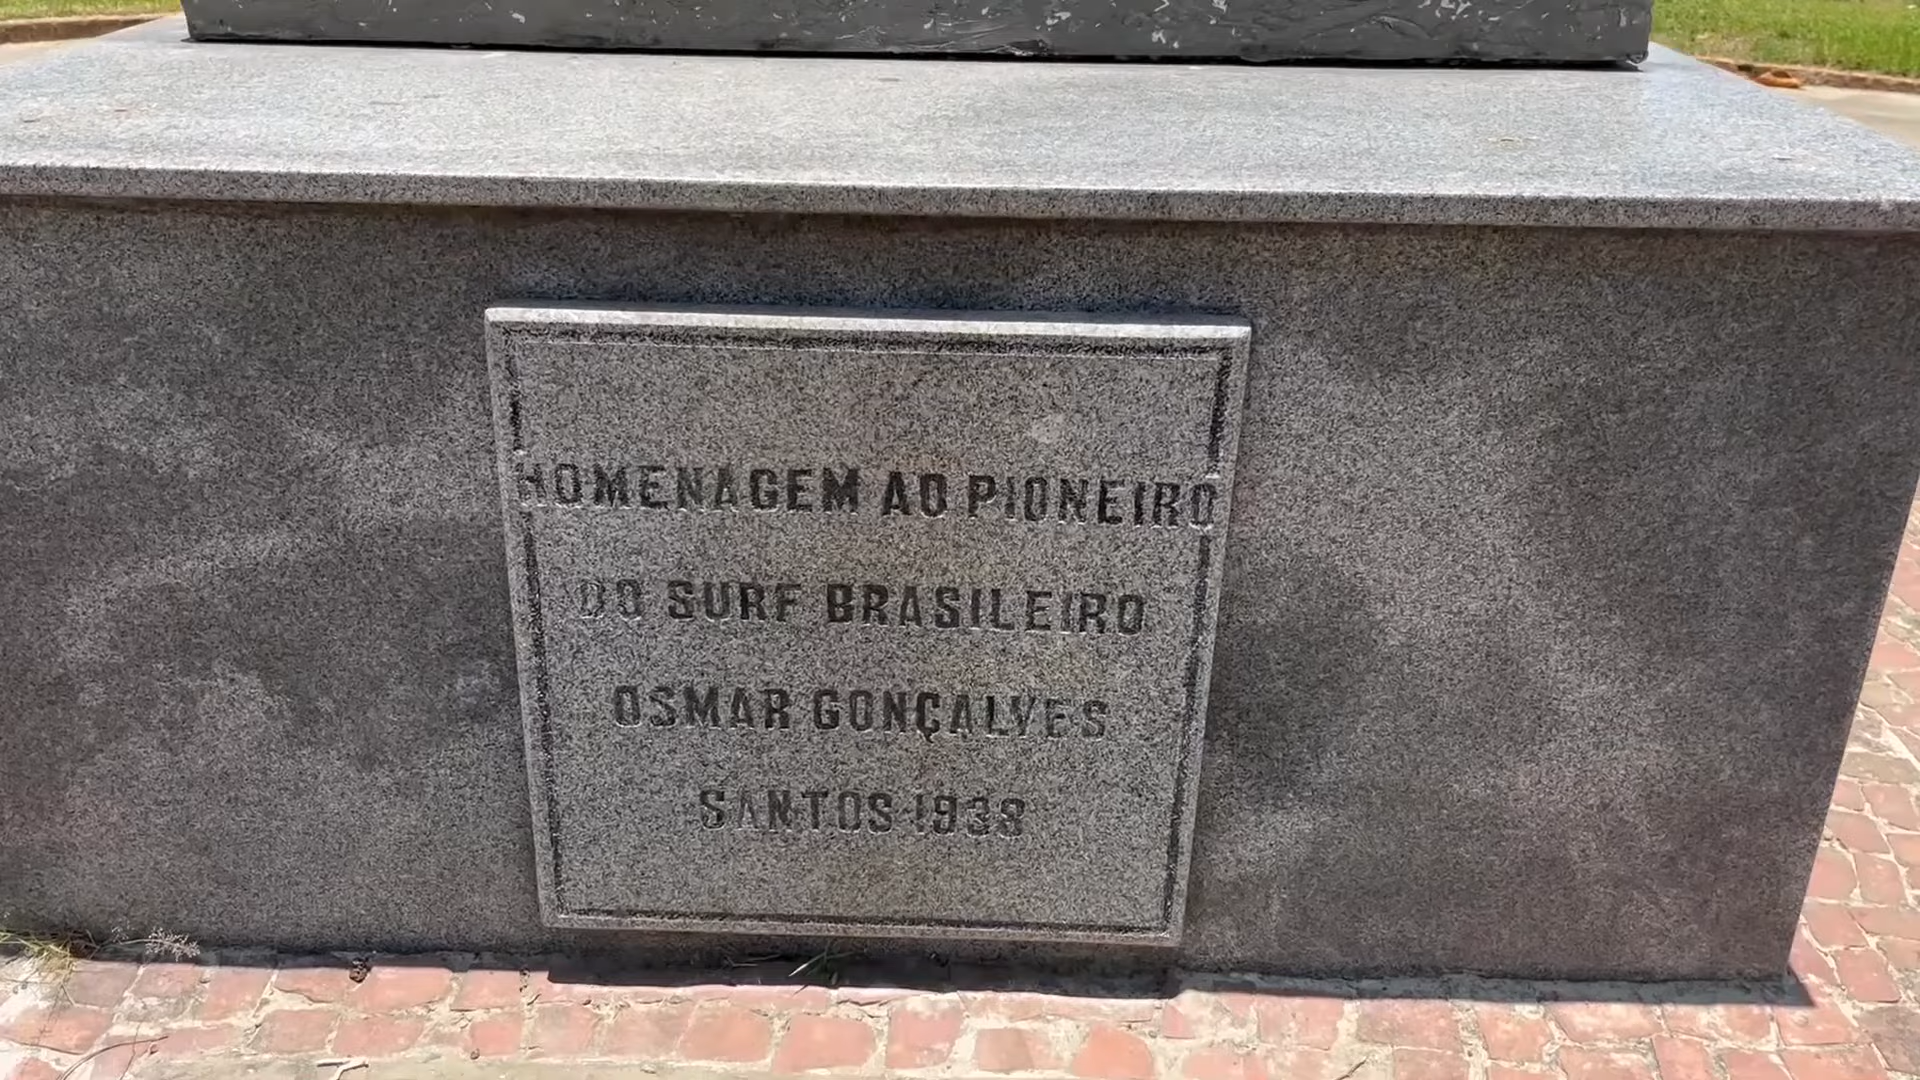 HOMENAGEM AO PIONEIRO
DO SURF BRASILEIRO
OSMAR GONÇALVES
SANTOS 1938